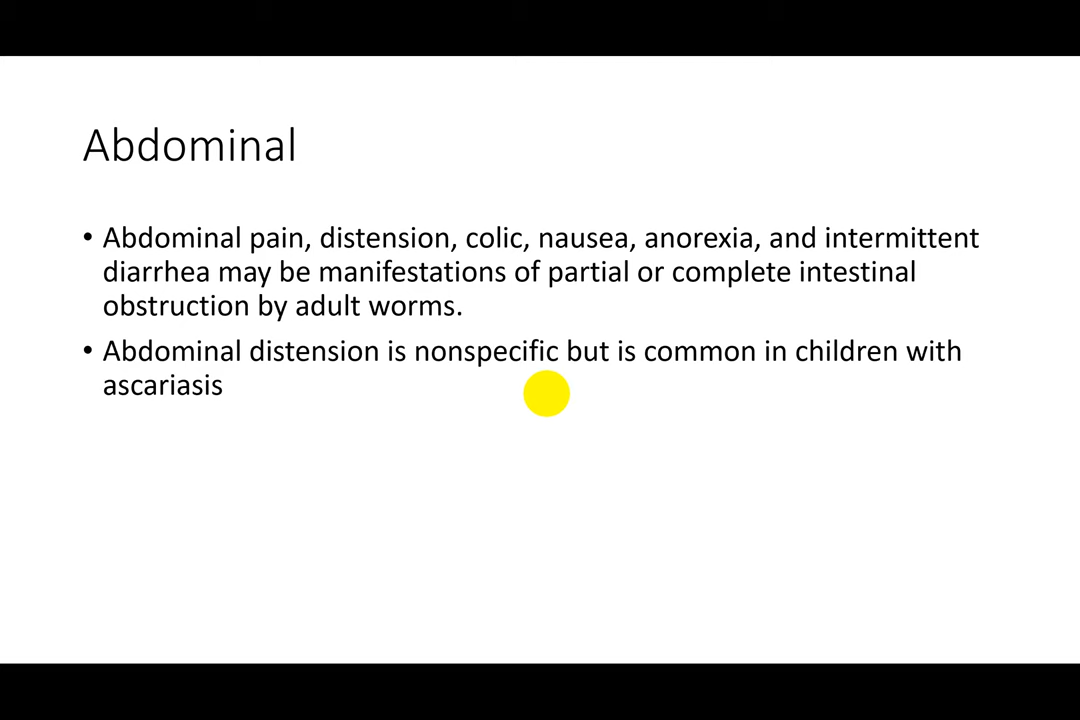 Abdominal
• Abdominal pain, distension, colic, nausea, anorexia, and intermittent
diarrhea may be manifestations of partial or complete intestinal
obstruction by adult worms.
• Abdominal distension is nonspecific but is common in children with
ascariasis